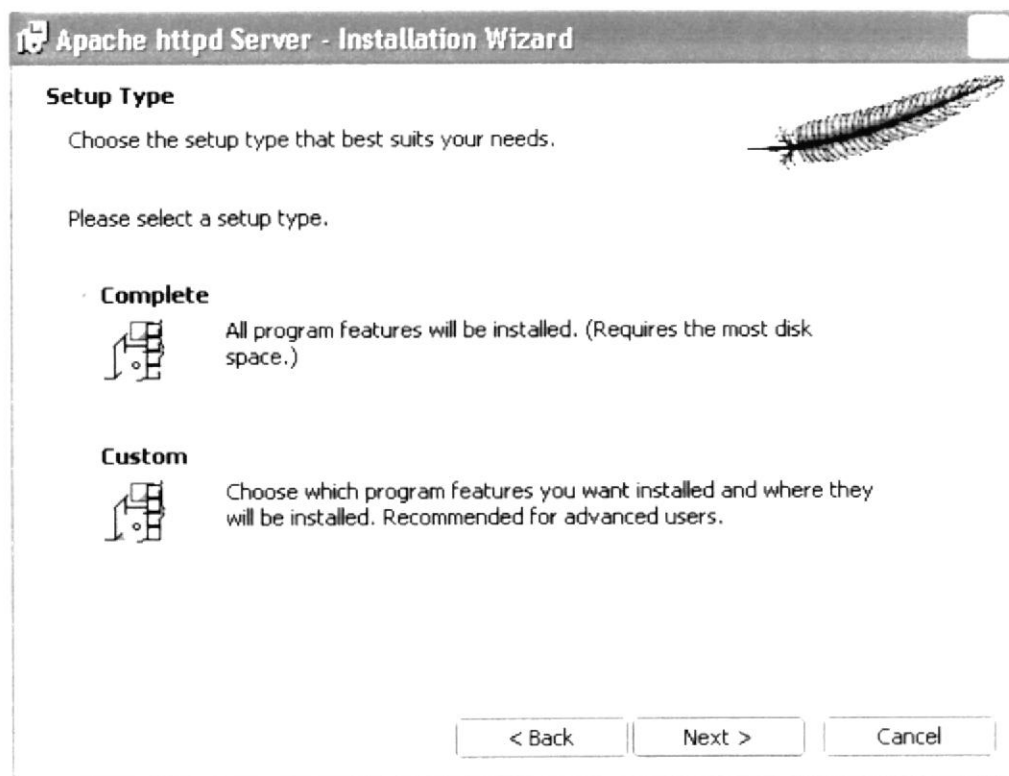 Apache httpd Server - Installation Wizard
Setup Type
Choose the setup type that best suits your needs.
Please select a setup type.
Complete
All program features will be installed. (Requires the most disk
space.)
Custom
Choose which program features you want installed and where they
will be installed. Recommended for advanced users.
< Back
Next >
Cancel